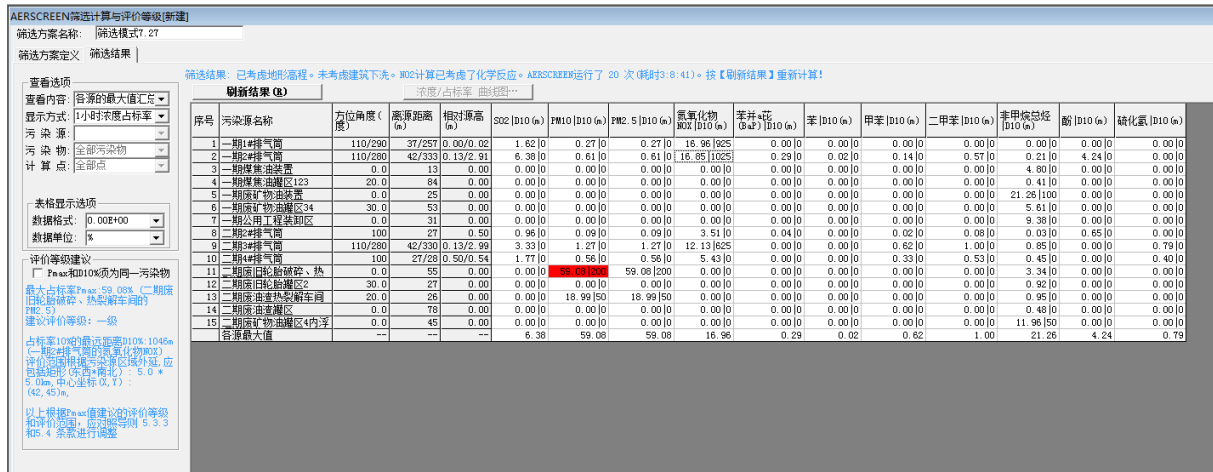 AERSCREEN筛选计算与评价等级[新建]
筛选方案名称: 筛选模式7.27
筛选方案定义 筛选结果
筛选结果: 已考虑地形高程。未考虑建筑下洗。NO2计算已考虑了化学反应。AERSCREEN运行了 20 次(耗时3:8:41)。按【刷新结果】重新计算!
查看选项
查看内容: 各源的最大值汇总
显示方式: 1小时浓度占标率
污 染 源:
污 染 物: 全部污染物
计 算 点: 全部点
表格显示选项
数据格式: 0.00E+00
数据单位: %
评价等级建议
Pmax和D10%须为同一污染物
最大占标率Pmax:59.08% (二期废
旧轮胎破碎、热裂解车间的
PM2.5)
建议评价等级: 一级
占标率10%的最远距离D10%:1046m
(一期2#排气筒的氮氧化物NOX)
评价范围根据污染源区域外延,应
包括矩形(东西*南北): 5.0 *
5.0km,中心坐标(X,Y):
(42,45)m,
以上根据Pmax值建议的评价等级
和评价范围,应对照导则 5.3.3
和5.4 条款进行调整
刷新结果(R) 浓度/占标率 曲线图…
序号 污染源名称 方位角度(度) 离源距离(m) 相对源高(m) SO2|D10(m) PM10|D10(m) PM2.5|D10(m) 氮氧化物NOX|D10(m) 苯并a芘(BaP)|D10(m) 苯|D10(m) 甲苯|D10(m) 二甲苯|D10(m) 非甲烷总烃|D10(m) 酚|D10(m) 硫化氢|D10(m)
1 一期1#排气筒 110/290 37/257 0.00/0.02 1.62|0 0.27|0 0.27|0 16.96|925 0.00|0 0.00|0 0.00|0 0.00|0 0.00|0 0.00|0 0.00|0
2 一期2#排气筒 110/280 42/333 0.13/2.91 6.38|0 0.61|0 0.61|0 16.85|1025 0.29|0 0.02|0 0.14|0 0.57|0 0.21|0 4.24|0 0.00|0
3 一期煤焦油装置 0.0 13 0.00 0.00|0 0.00|0 0.00|0 0.00|0 0.00|0 0.00|0 0.00|0 0.00|0 4.80|0 0.00|0 0.00|0
4 一期煤焦油罐区123 20.0 84 0.00 0.00|0 0.00|0 0.00|0 0.00|0 0.00|0 0.00|0 0.00|0 0.00|0 0.41|0 0.00|0 0.00|0
5 一期废矿物油装置 0.0 25 0.00 0.00|0 0.00|0 0.00|0 0.00|0 0.00|0 0.00|0 0.00|0 0.00|0 21.26|100 0.00|0 0.00|0
6 一期废矿物油罐区34 30.0 53 0.00 0.00|0 0.00|0 0.00|0 0.00|0 0.00|0 0.00|0 0.00|0 0.00|0 5.61|0 0.00|0 0.00|0
7 一期公用工程装卸区 0.0 31 0.00 0.00|0 0.00|0 0.00|0 0.00|0 0.00|0 0.00|0 0.00|0 0.00|0 9.38|0 0.00|0 0.00|0
8 二期2#排气筒 100 27 0.50 0.96|0 0.09|0 0.09|0 3.51|0 0.04|0 0.00|0 0.02|0 0.08|0 0.03|0 0.65|0 0.00|0
9 二期3#排气筒 110/280 42/330 0.13/2.99 3.33|0 1.27|0 1.27|0 12.13|625 0.00|0 0.00|0 0.62|0 1.00|0 0.85|0 0.00|0 0.79|0
10 二期4#排气筒 100 27/28 0.50/0.54 1.77|0 0.56|0 0.56|0 5.43|0 0.00|0 0.00|0 0.33|0 0.53|0 0.45|0 0.00|0 0.40|0
11 二期废旧轮胎破碎、热 0.0 55 0.00 0.00|0 59.08|200 59.08|200 0.00|0 0.00|0 0.00|0 0.00|0 0.00|0 3.34|0 0.00|0 0.00|0
12 二期废旧轮胎罐区2 30.0 27 0.00 0.00|0 0.00|0 0.00|0 0.00|0 0.00|0 0.00|0 0.00|0 0.00|0 0.92|0 0.00|0 0.00|0
13 二期废油渣热裂解车间 20.0 26 0.00 0.00|0 18.99|50 18.99|50 0.00|0 0.00|0 0.00|0 0.00|0 0.00|0 0.95|0 0.00|0 0.00|0
14 二期废油渣罐区 0.0 78 0.00 0.00|0 0.00|0 0.00|0 0.00|0 0.00|0 0.00|0 0.00|0 0.00|0 0.48|0 0.00|0 0.00|0
15 二期废矿物油罐区4内浮 0.0 45 0.00 0.00|0 0.00|0 0.00|0 0.00|0 0.00|0 0.00|0 0.00|0 0.00|0 11.96|50 0.00|0 0.00|0
各源最大值 -- -- -- 6.38 59.08 59.08 16.96 0.29 0.02 0.62 1.00 21.26 4.24 0.79